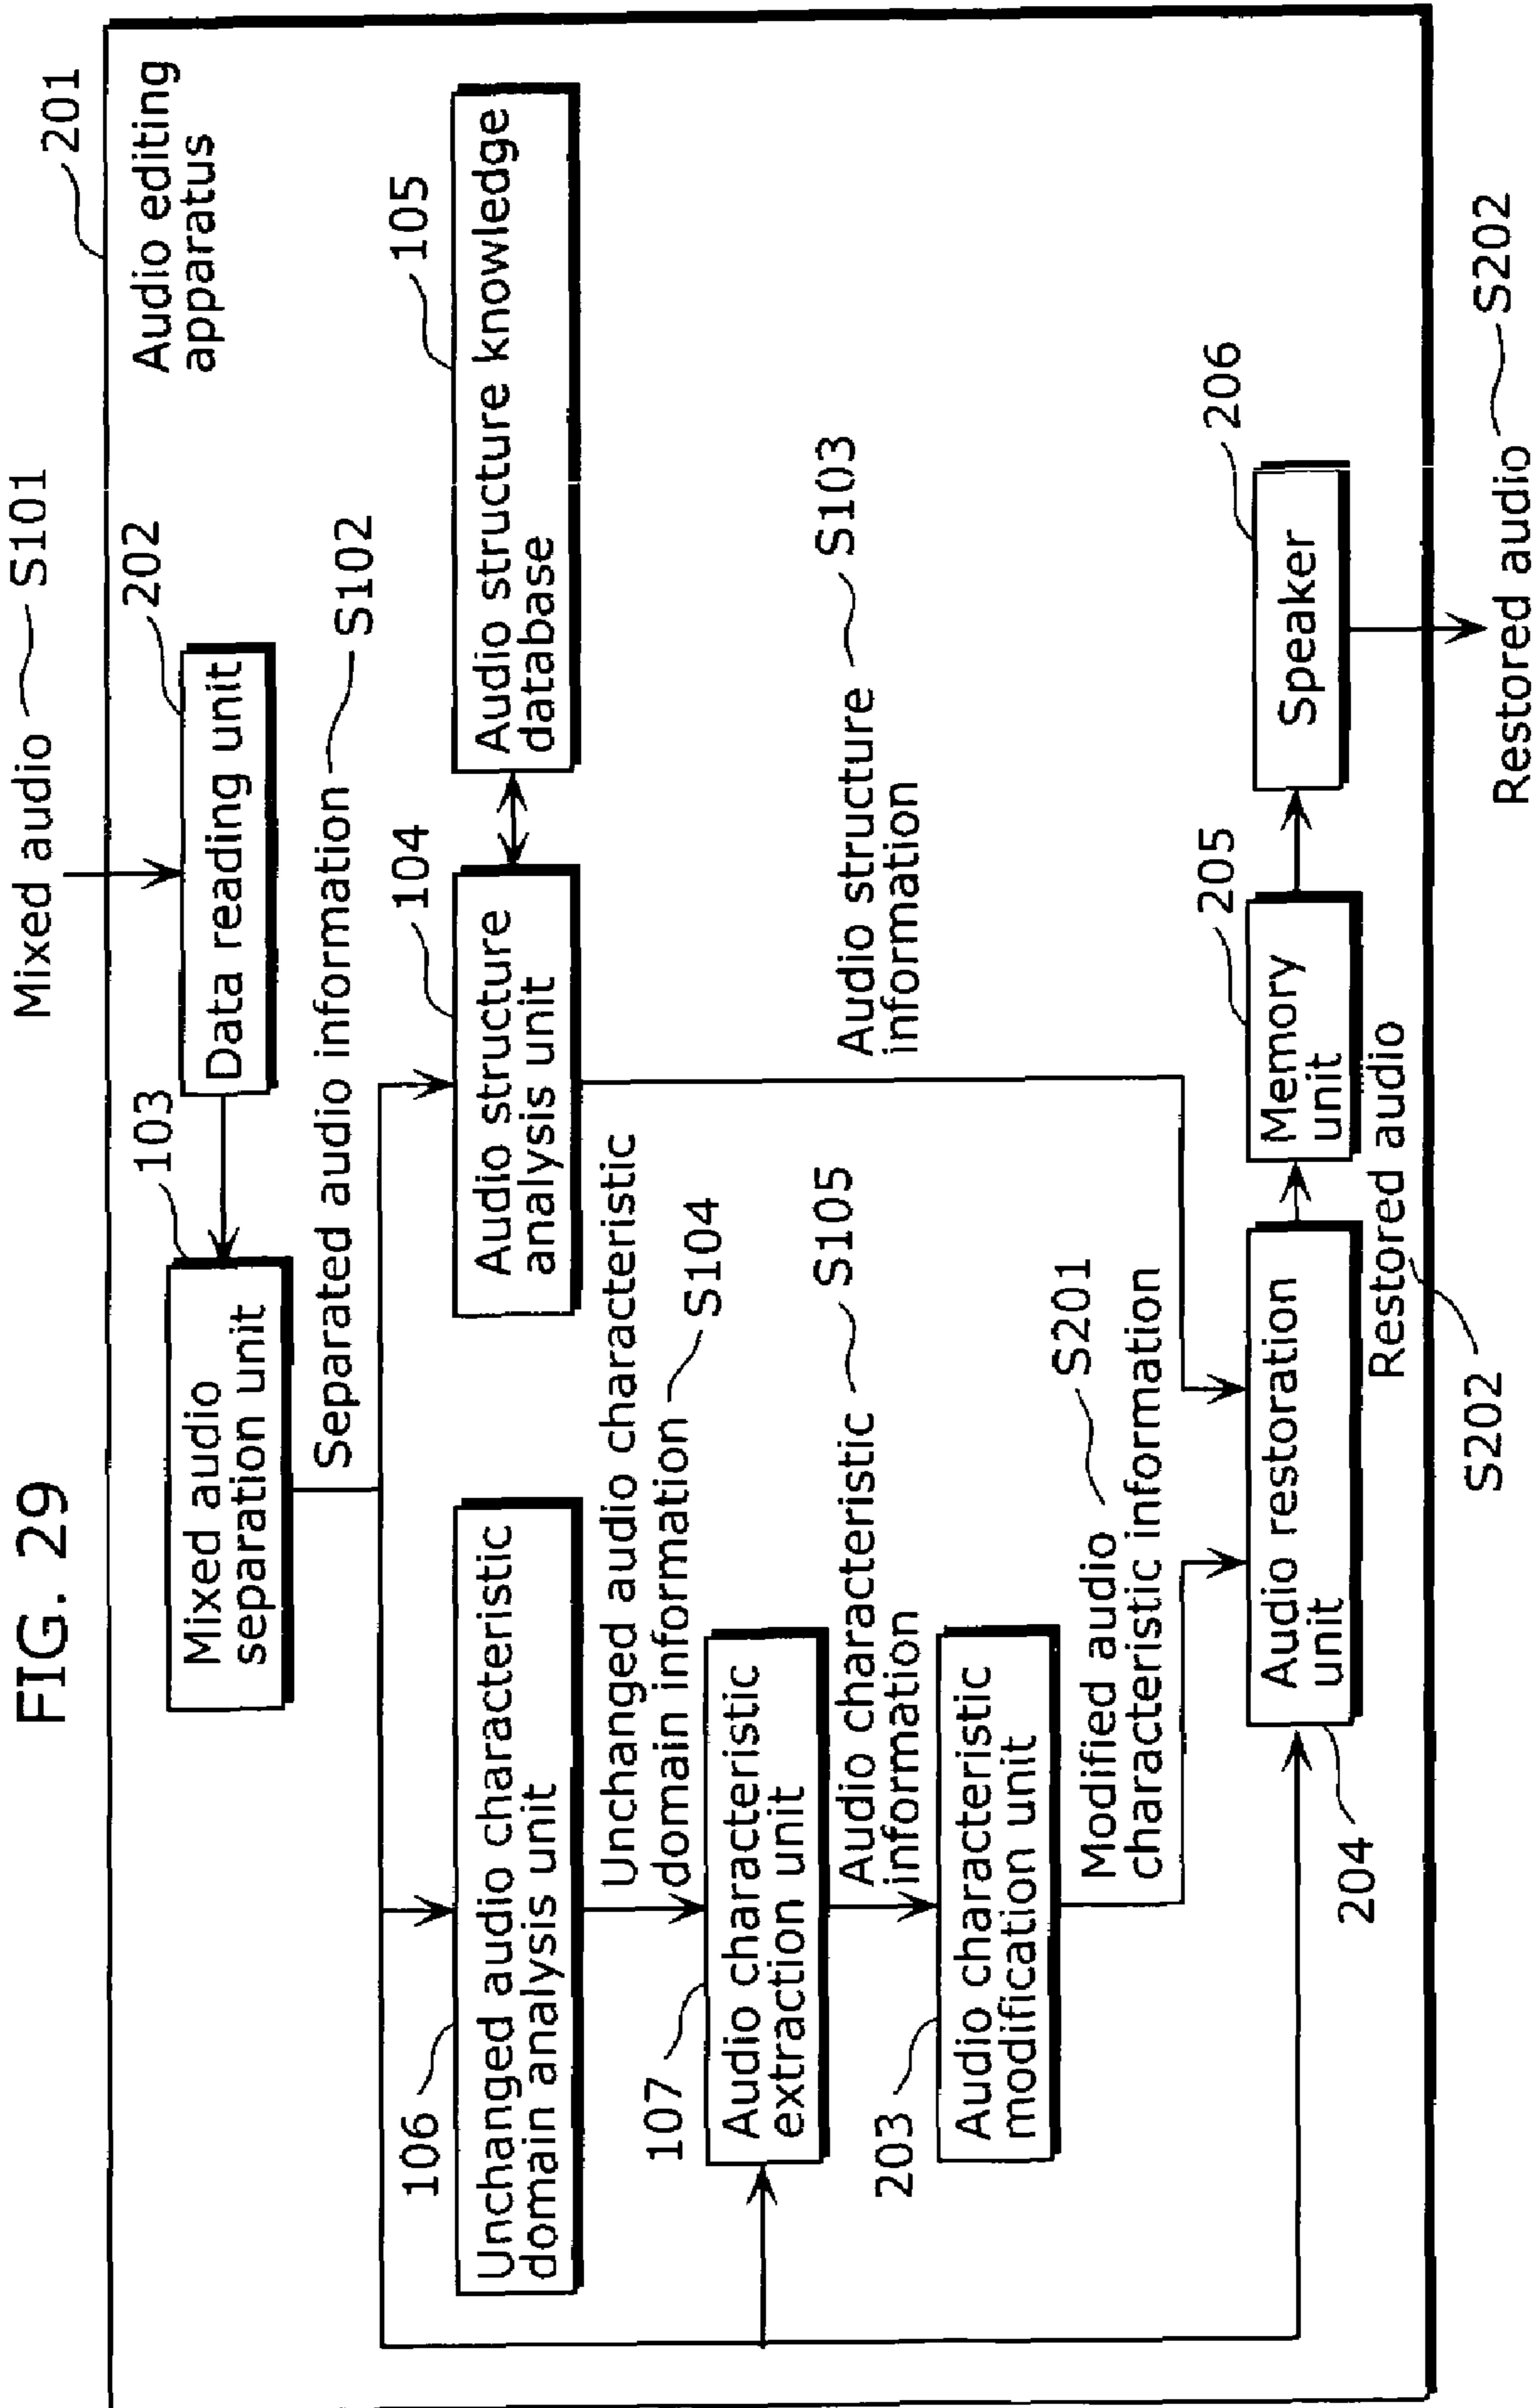 FIG. 29
Mixed audio S101
201
Audio editing
apparatus
202
Data reading unit
103
Mixed audio
separation unit
Separated audio information S102
106
Unchanged audio characteristic
domain analysis unit
104
Audio structure
analysis unit
105
Audio structure knowledge
database
Unchanged audio characteristic
domain information S104
107
Audio characteristic
extraction unit
Audio characteristic S105
information
Audio structure S103
information
203
Audio characteristic
modification unit
Modified audio S201
characteristic information
204
Audio restoration
unit
205
Memory
unit
206
Speaker
Restored audio
S202
Restored audio S202